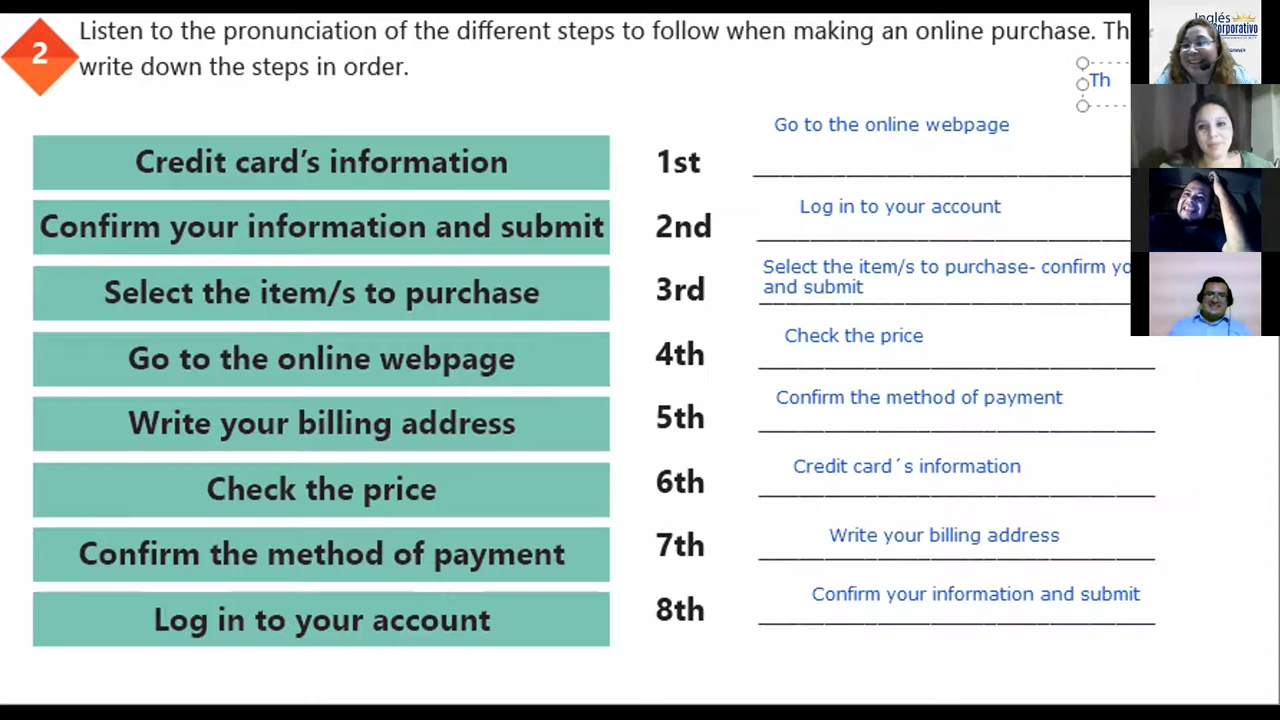 2
Listen to the pronunciation of the different steps to follow when making an online purchase.
write down the steps in order.
Inglés
Corporativo
Th
Go to the online webpage
Credit card's information
1st
Log in to your account
Confirm your information and submit
2nd
Select the item/s to purchase- confirm yo
and submit
Select the item/s to purchase
3rd
Check the price
Go to the online webpage
4th
Confirm the method of payment
Write your billing address
5th
Credit card´s information
Check the price
6th
Write your billing address
Confirm the method of payment
7th
Confirm your information and submit
Log in to your account
8th